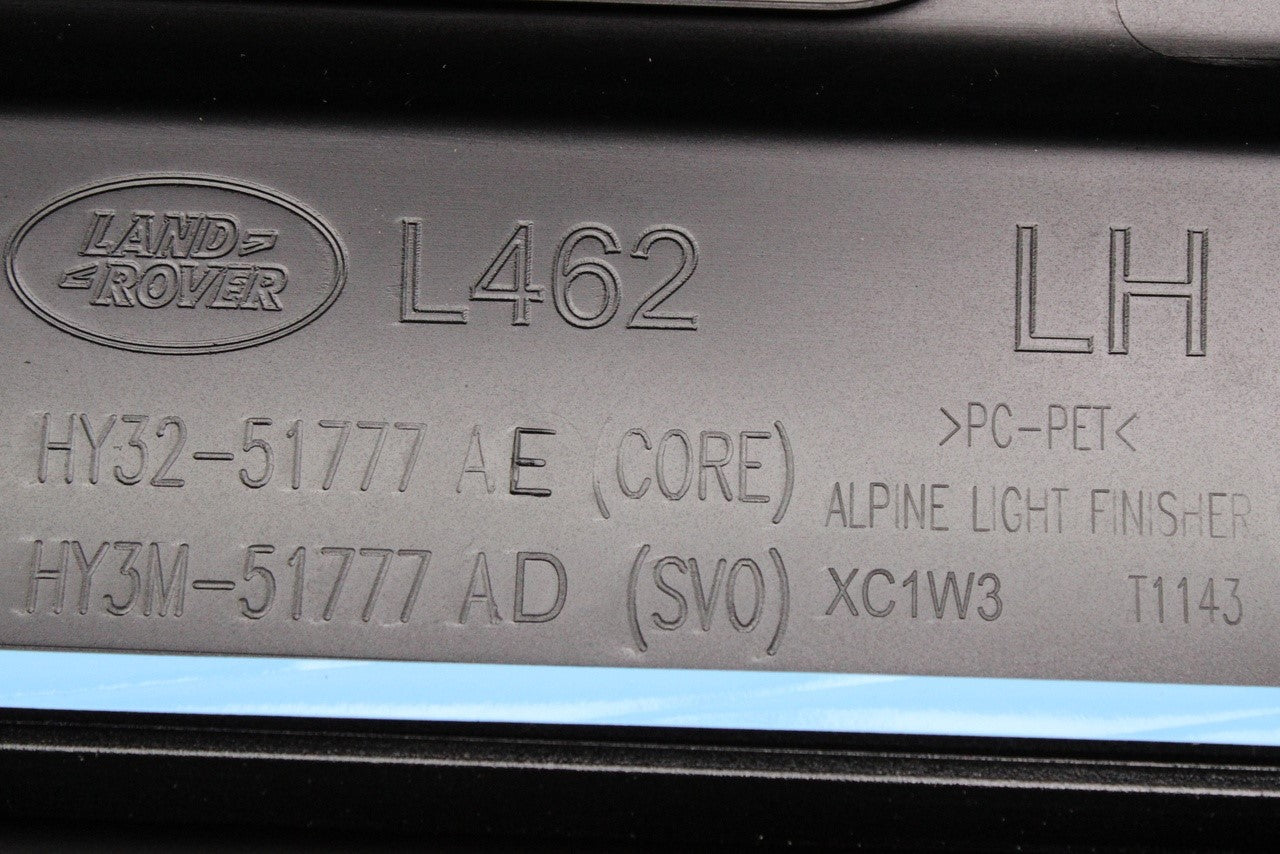 LAND
ROVER
L462
LH
HY32-51777 AE (CORE)
HY3M-51777 AD (SVO)
>PC-PET<
ALPINE LIGHT FINISHER
XC1W3 T1143